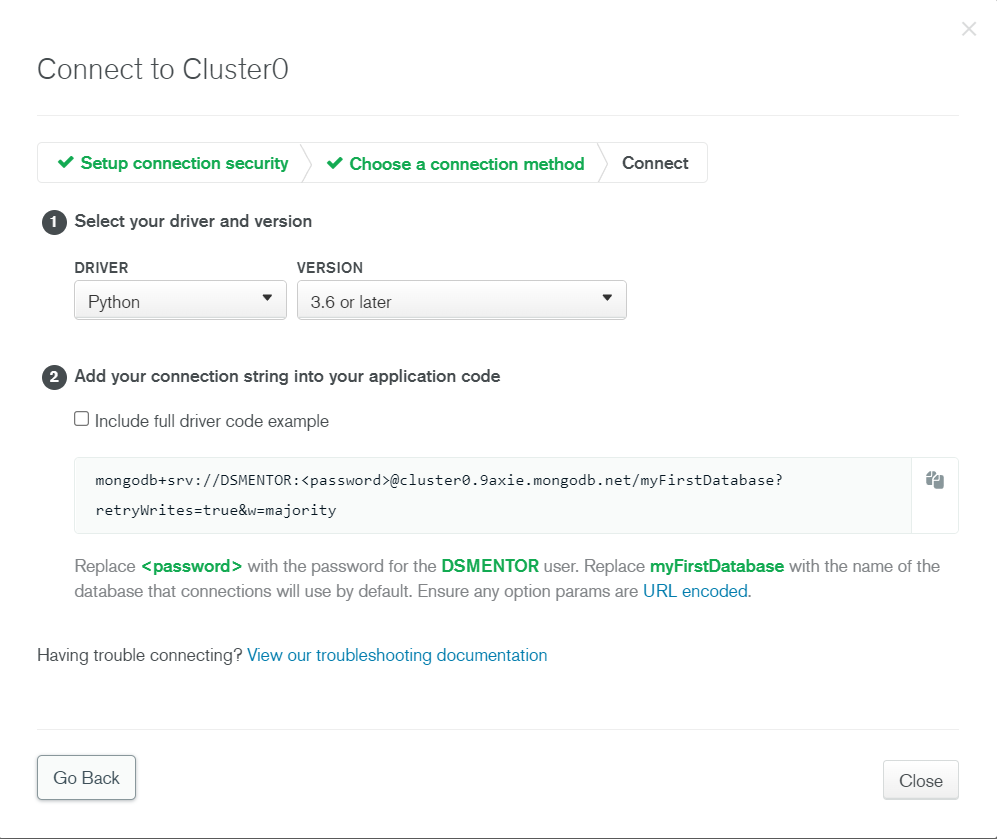 Connect to Cluster0
Setup connection security
Choose a connection method
Connect
1 Select your driver and version
DRIVER VERSION
Python 3.6 or later
2 Add your connection string into your application code
Include full driver code example
mongodb+srv://DSMENTOR:<password>@cluster0.9axie.mongodb.net/myFirstDatabase?
retryWrites=true&w=majority
Replace <password> with the password for the DSMENTOR user. Replace myFirstDatabase with the name of the
database that connections will use by default. Ensure any option params are URL encoded.
Having trouble connecting? View our troubleshooting documentation
Go Back
Close